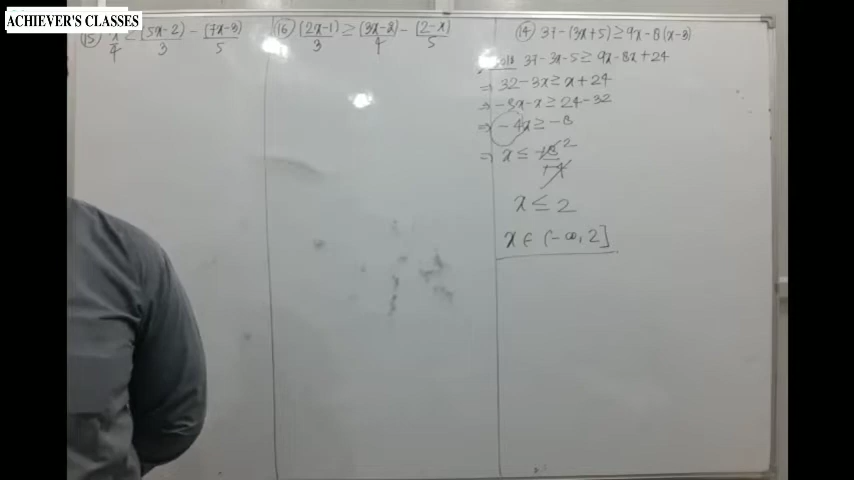 ACHIEVER'S CLASSES
(15) x/4 ≤ (5x-2)/3 - (7x-3)/5
(16) (2x-1)/3 ≥ (3x-2)/4 - (2-x)/5
(14) 37-(3x+5) ≥ 9x-8(x-3)
37-3x-5 ≥ 9x-8x+24
⇒ 32-3x ≥ x+24
⇒ -3x-x ≥ 24-32
⇒ -4x ≥ -8
⇒ x ≤ -8/-4 2
x ≤ 2
x ∈ (-∞, 2]